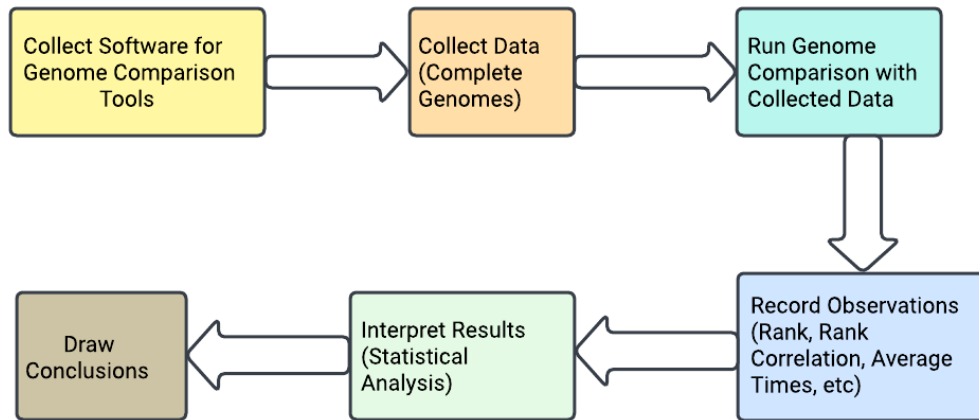 Collect Software for
Genome Comparison
Tools
Collect Data
(Complete
Genomes)
Run Genome
Comparison with
Collected Data
Record Observations
(Rank, Rank
Correlation, Average
Times, etc)
Interpret Results
(Statistical
Analysis)
Draw
Conclusions